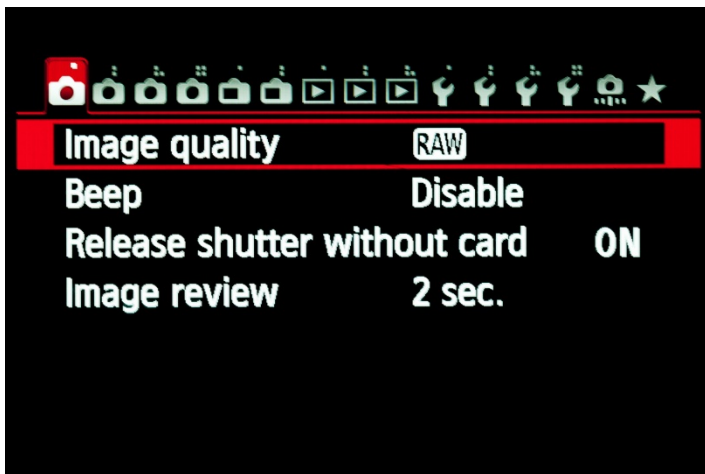 Image quality RAW
Beep Disable
Release shutter without card ON
Image review 2 sec.